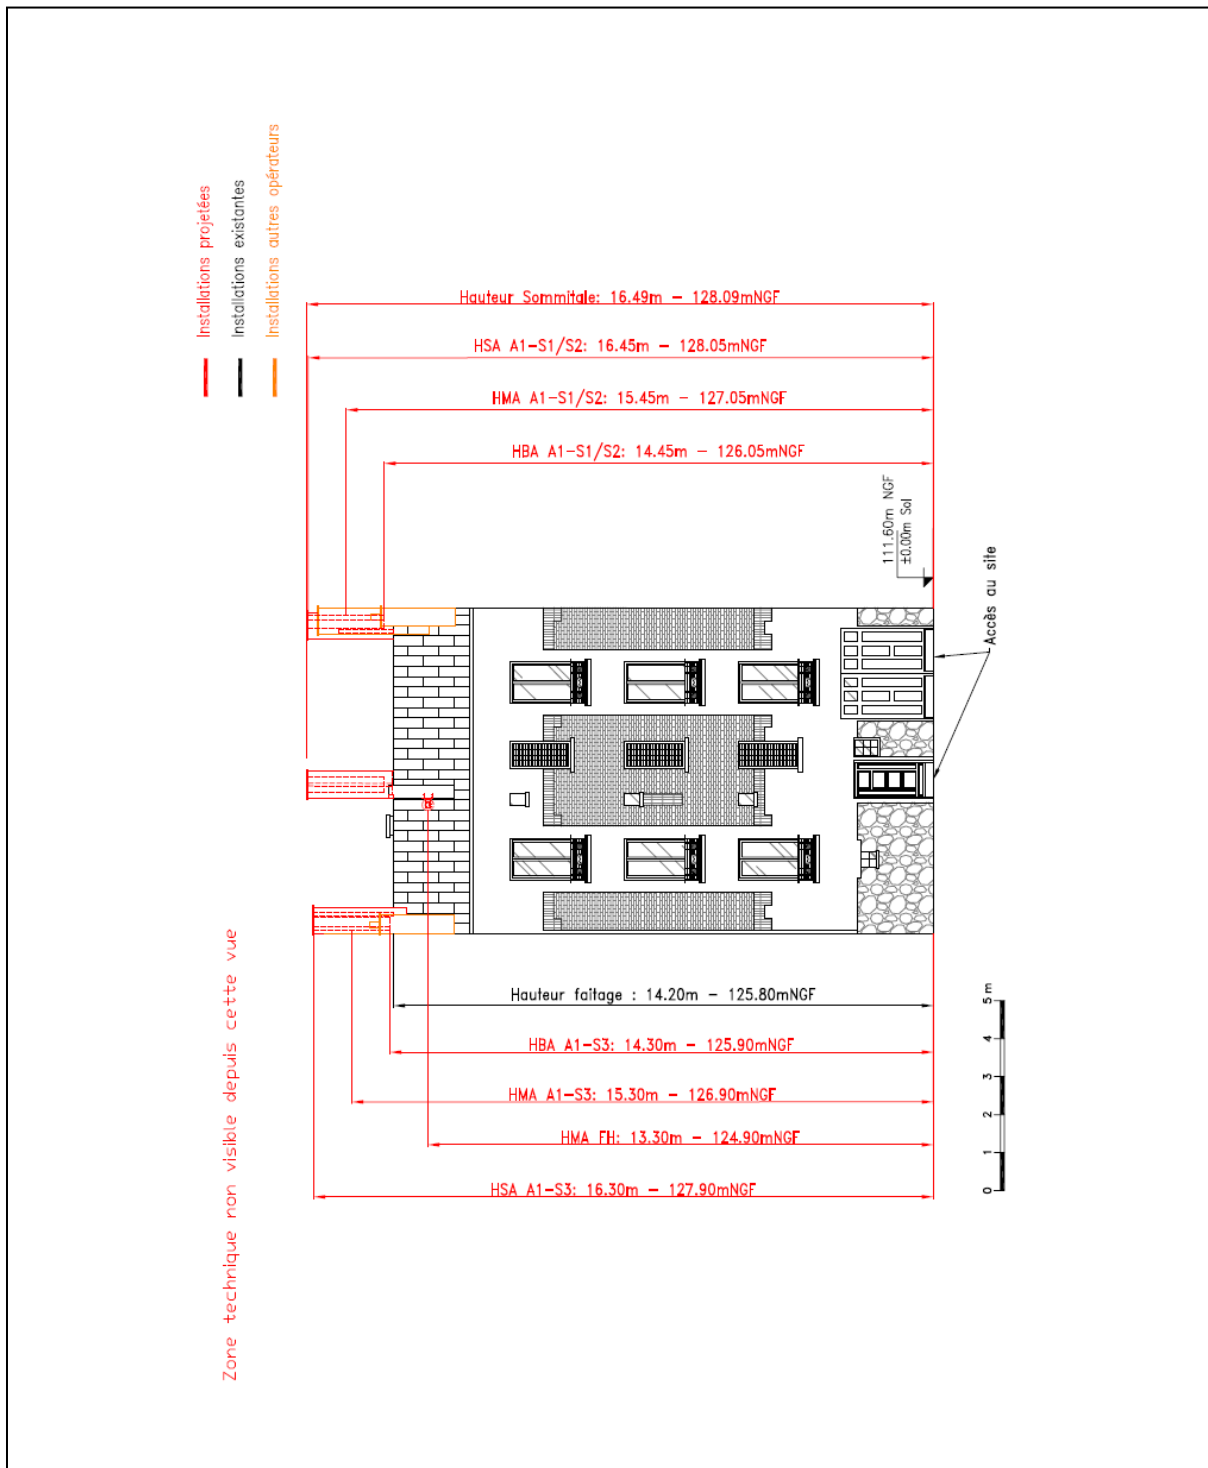 Installations projetées
Installations existantes
Installations autres opérateurs
Hauteur Sommitale: 16.49m – 128.09mNGF
HSA A1-S1/S2: 16.45m – 128.05mNGF
HMA A1-S1/S2: 15.45m – 127.05mNGF
HBA A1-S1/S2: 14.45m – 126.05mNGF
111.60m NGF
±0.00m Sol
Accès au site
Hauteur faitage : 14.20m – 125.80mNGF
HBA A1-S3: 14.30m – 125.90mNGF
HMA A1-S3: 15.30m – 126.90mNGF
HMA FH: 13.30m – 124.90mNGF
HSA A1-S3: 16.30m – 127.90mNGF
0 1 2 3 4 5 m
Zone technique non visible depuis cette vue